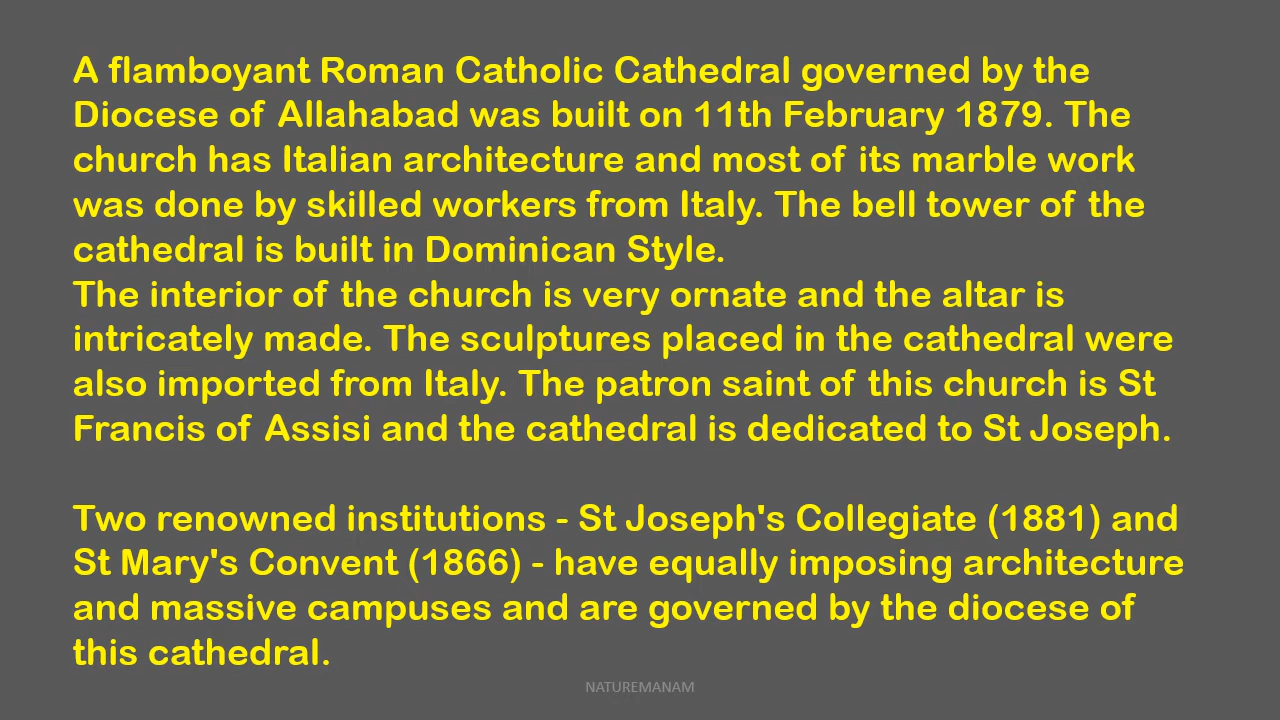 A flamboyant Roman Catholic Cathedral governed by the
Diocese of Allahabad was built on 11th February 1879. The
church has Italian architecture and most of its marble work
was done by skilled workers from Italy. The bell tower of the
cathedral is built in Dominican Style.
The interior of the church is very ornate and the altar is
intricately made. The sculptures placed in the cathedral were
also imported from Italy. The patron saint of this church is St
Francis of Assisi and the cathedral is dedicated to St Joseph.
Two renowned institutions - St Joseph's Collegiate (1881) and
St Mary's Convent (1866) - have equally imposing architecture
and massive campuses and are governed by the diocese of
this cathedral.
NATUREMANAM